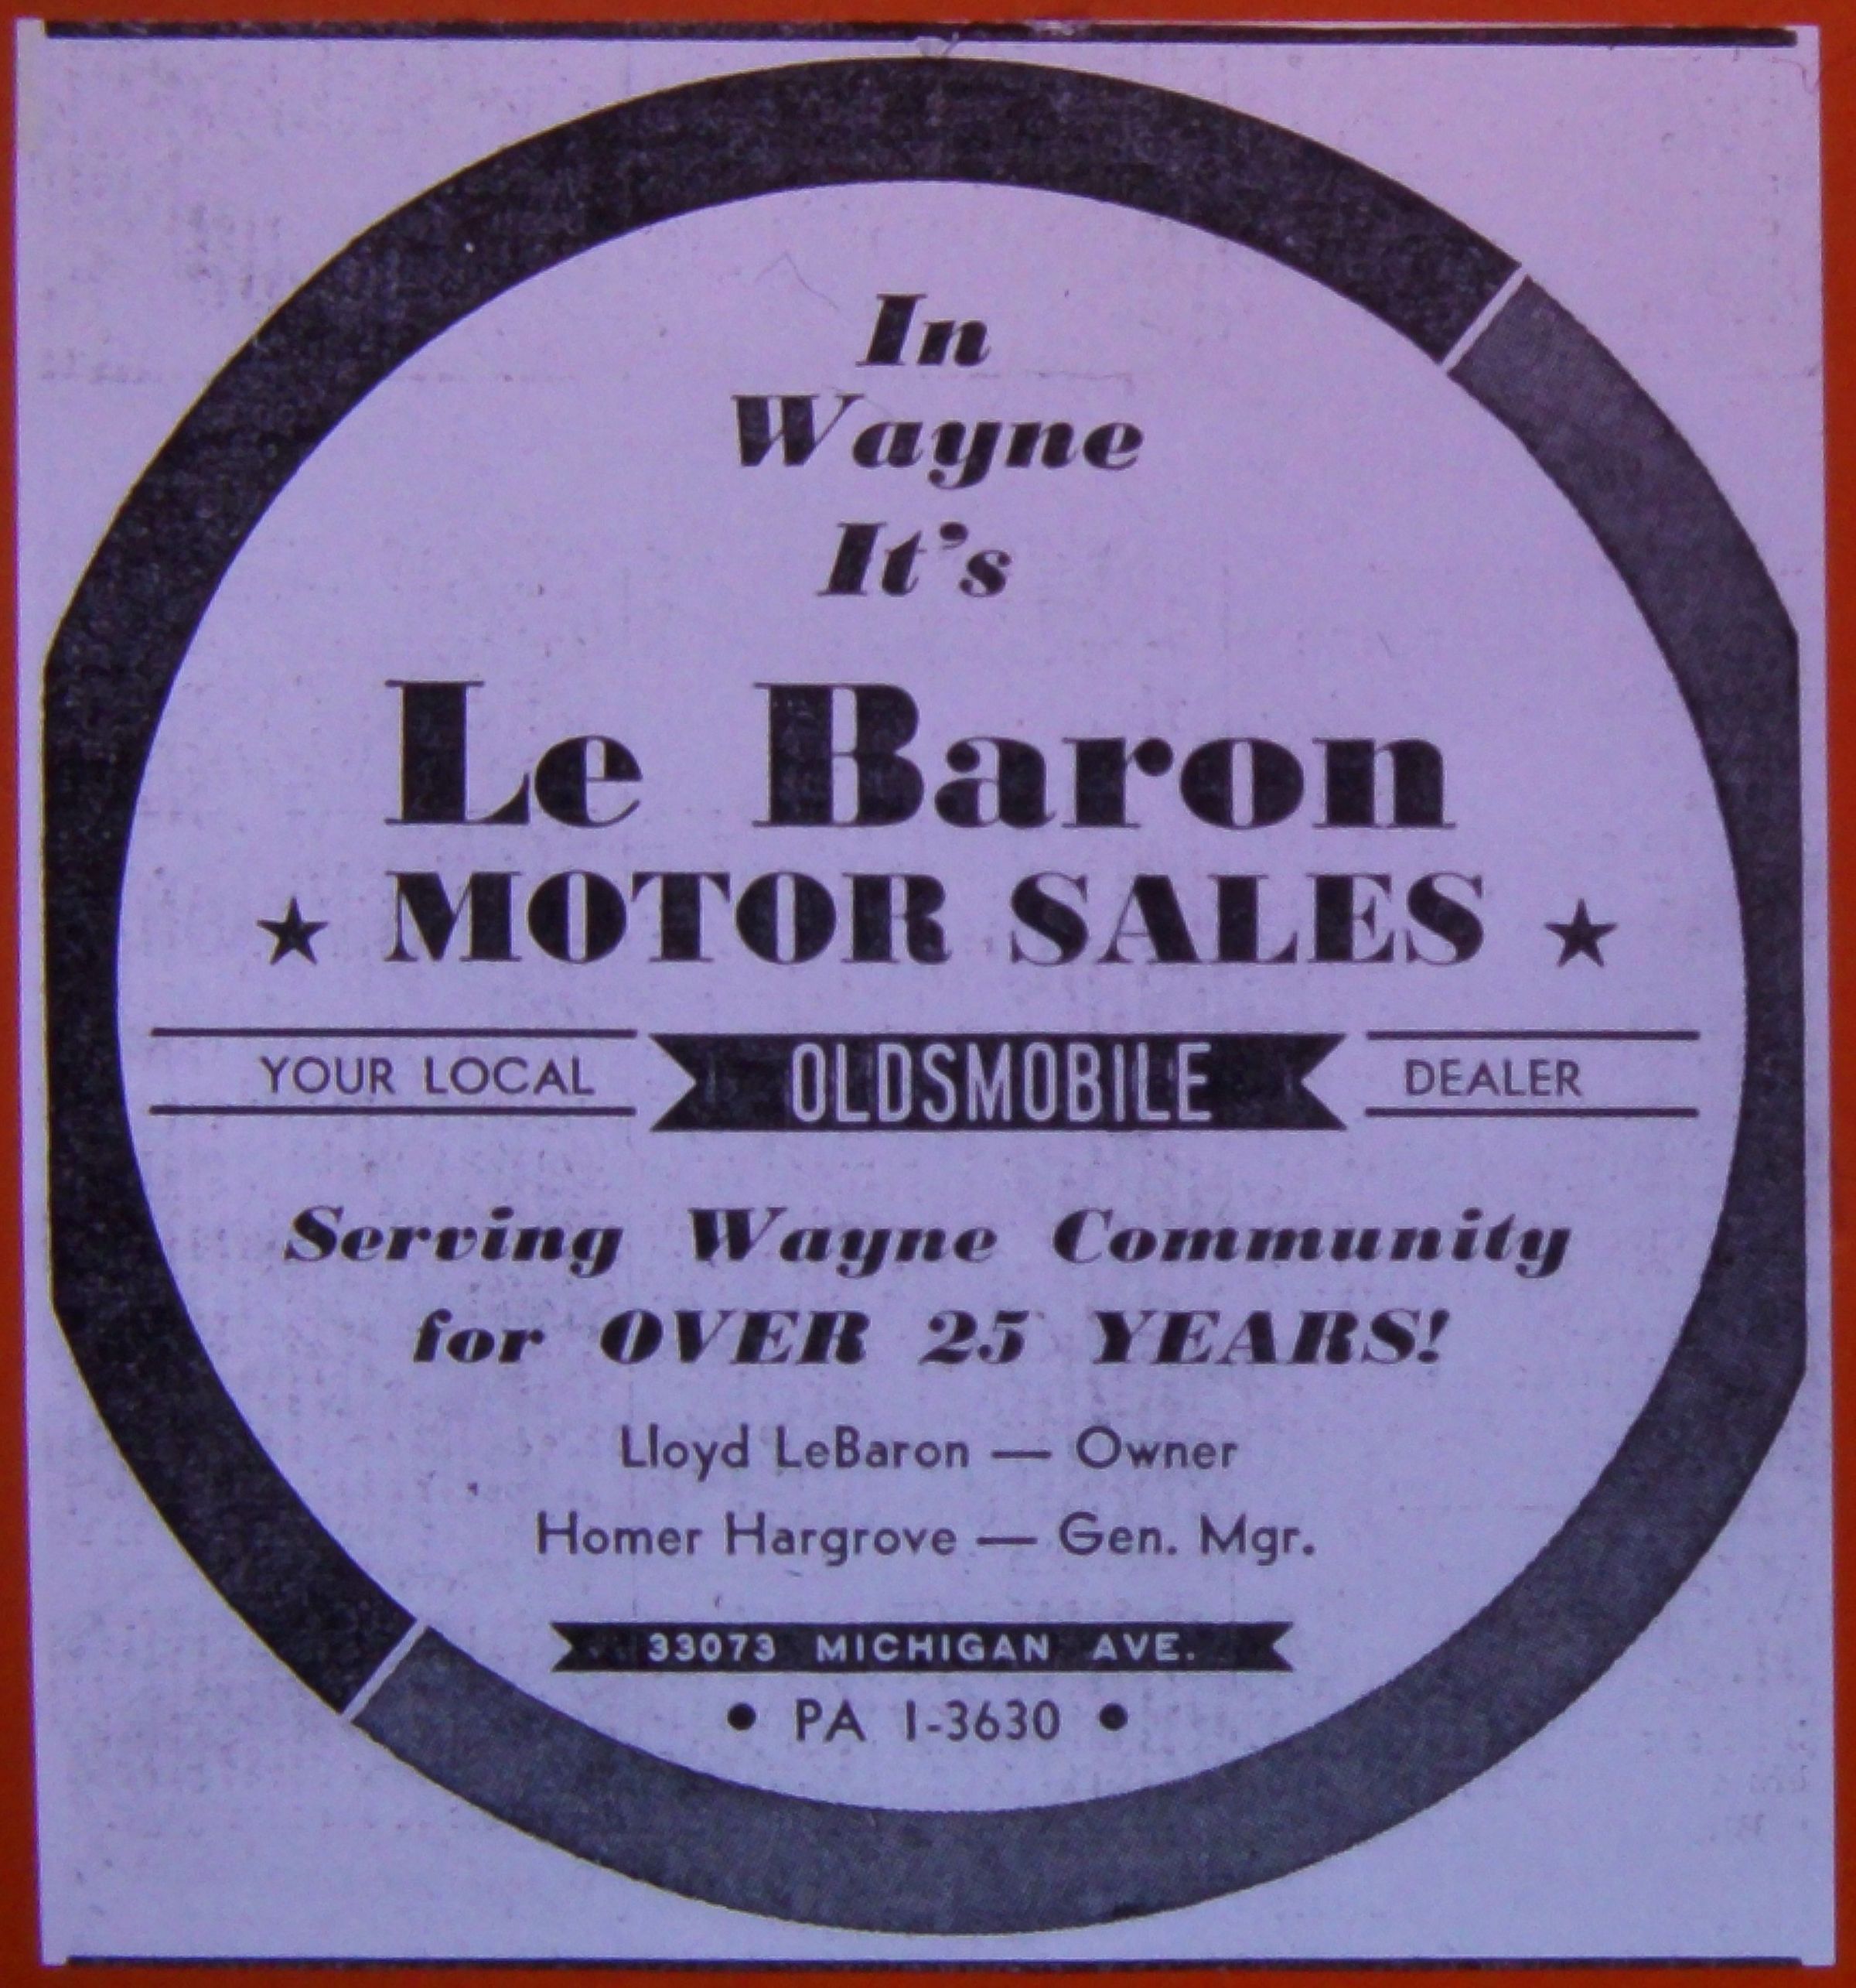 In
Wayne
It's
Le Baron
★ MOTOR SALES ★
YOUR LOCAL OLDSMOBILE DEALER
Serving Wayne Community
for OVER 25 YEARS!
Lloyd LeBaron — Owner
Homer Hargrove — Gen. Mgr.
33073 MICHIGAN AVE.
• PA 1-3630 •